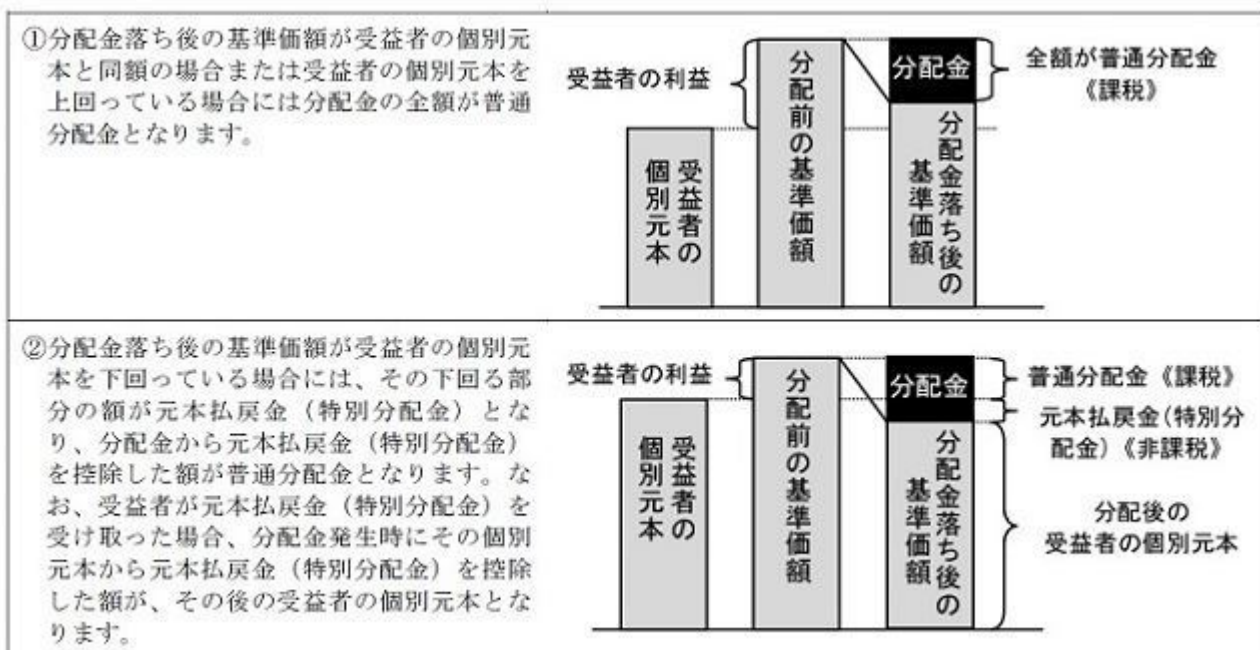 ①分配金落ち後の基準価額が受益者の個別元
本と同額の場合または受益者の個別元本を
上回っている場合には分配金の全額が普通
分配金となります。
受益者の利益
受益者の
個別元本
分配前の基準価額
分配金
分配金落ち後の
基準価額
全額が普通分配金
《課税》
②分配金落ち後の基準価額が受益者の個別元
本を下回っている場合には、その下回る部
分の額が元本払戻金（特別分配金）とな
り、分配金から元本払戻金（特別分配金）
を控除した額が普通分配金となります。な
お、受益者が元本払戻金（特別分配金）を
受け取った場合、分配金発生時にその個別
元本から元本払戻金（特別分配金）を控除
した額が、その後の受益者の個別元本とな
ります。
受益者の利益
受益者の
個別元本
分配前の基準価額
分配金
分配金落ち後の
基準価額
普通分配金《課税》
元本払戻金(特別分
配金)《非課税》
分配後の
受益者の個別元本